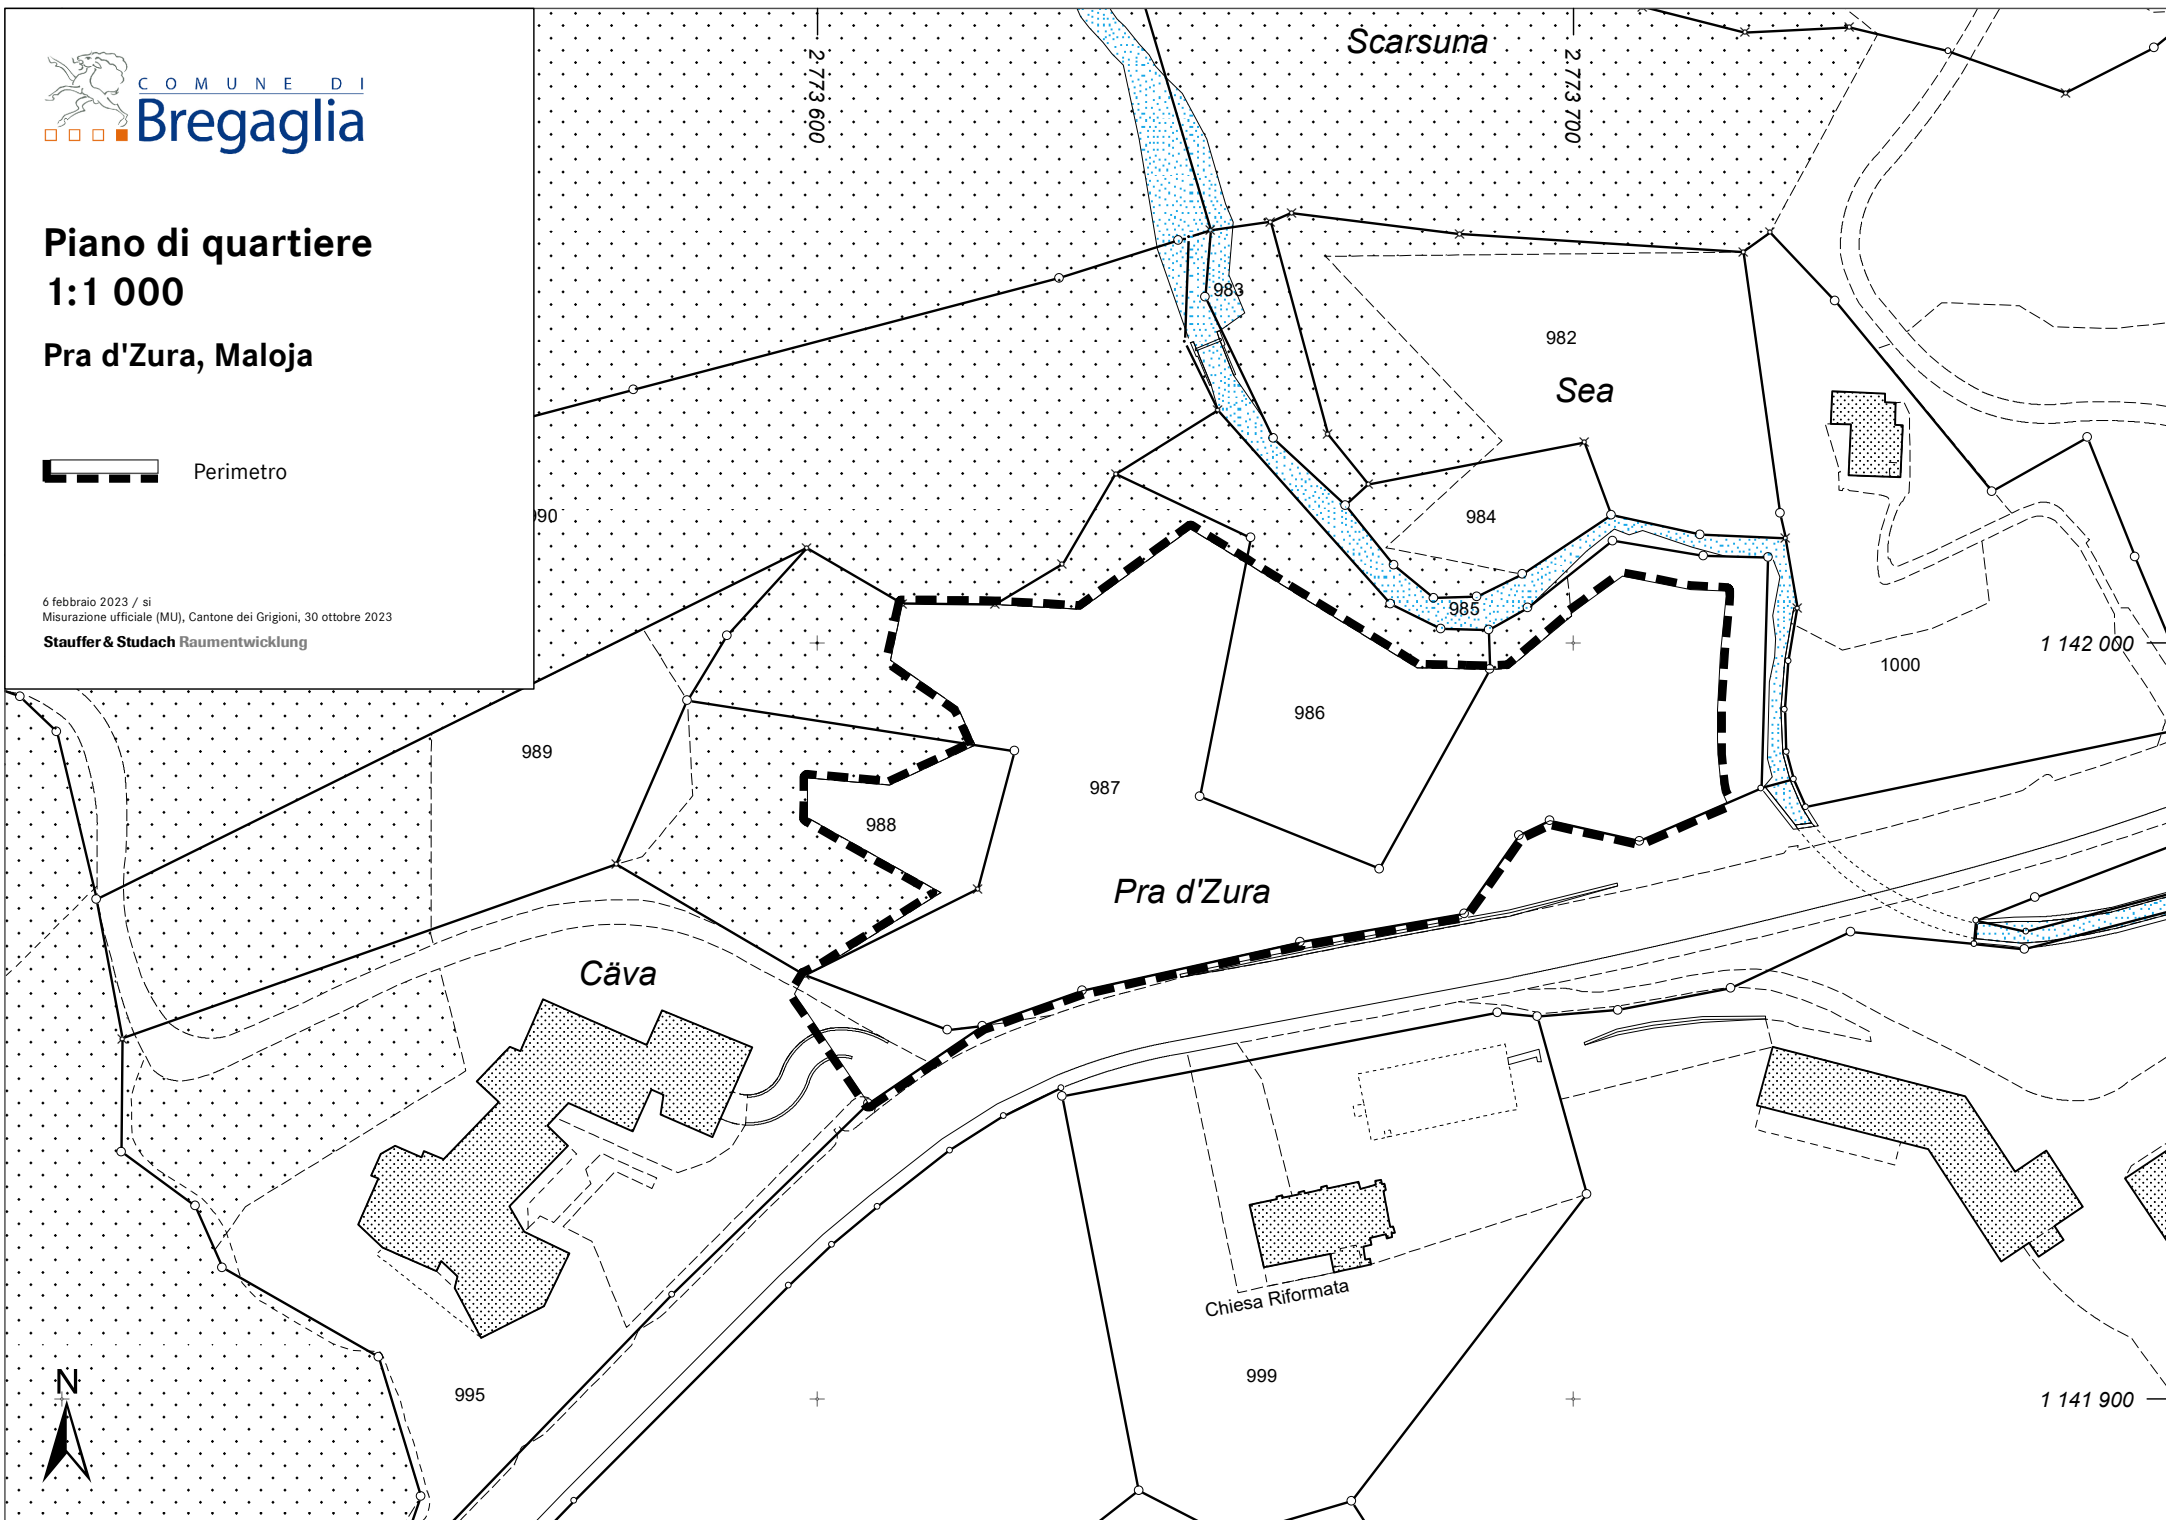 COMUNE DI
Bregaglia
Piano di quartiere
1:1 000
Pra d'Zura, Maloja
Perimetro
6 febbraio 2023 / si
Misurazione ufficiale (MU), Cantone dei Grigioni, 30 ottobre 2023
Stauffer & Studach Raumentwicklung
Scarsuna
2 773 600
2 773 700
983
982
Sea
984
985
1 142 000
1000
986
989
987
988
Pra d'Zura
Cäva
Chiesa Riformata
999
995
N
1 141 900